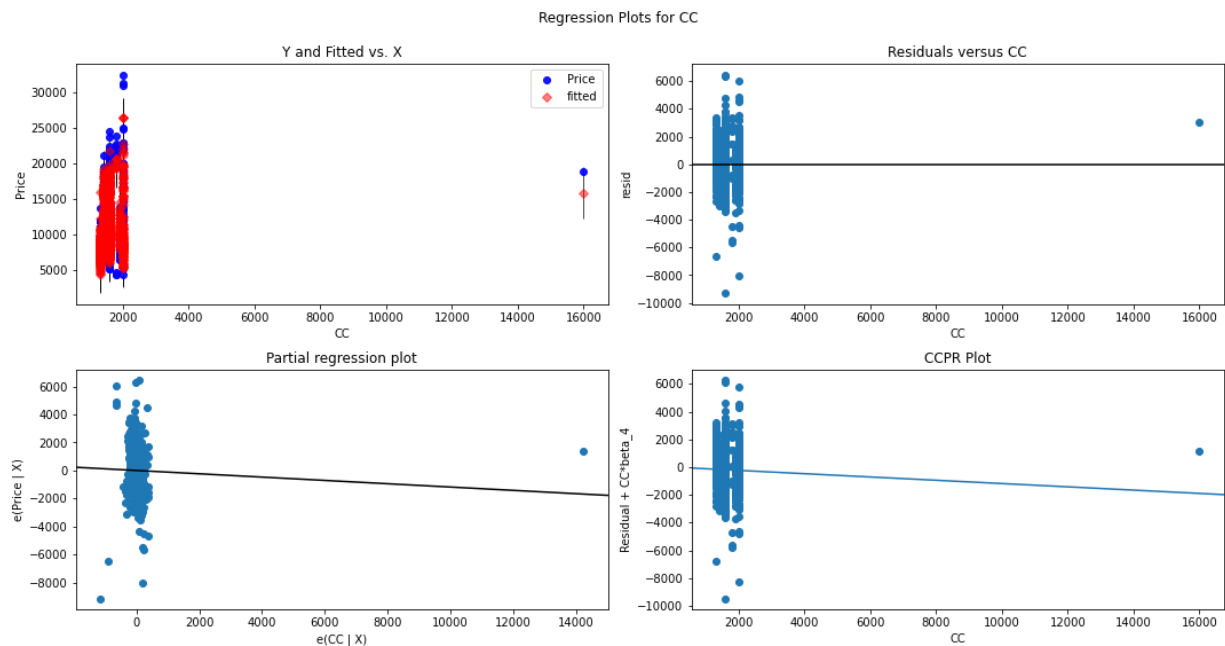 Regression Plots for CC
Y and Fitted vs. X
Price
fitted
30000
25000
20000
15000
10000
5000
Price
2000 4000 6000 8000 10000 12000 14000 16000
CC
Residuals versus CC
6000
4000
2000
0
−2000
−4000
−6000
−8000
−10000
resid
2000 4000 6000 8000 10000 12000 14000 16000
CC
Partial regression plot
6000
4000
2000
0
−2000
−4000
−6000
−8000
e(Price | X)
0 2000 4000 6000 8000 10000 12000 14000
e(CC | X)
CCPR Plot
6000
4000
2000
0
−2000
−4000
−6000
−8000
−10000
Residual + CC*beta_4
2000 4000 6000 8000 10000 12000 14000 16000
CC